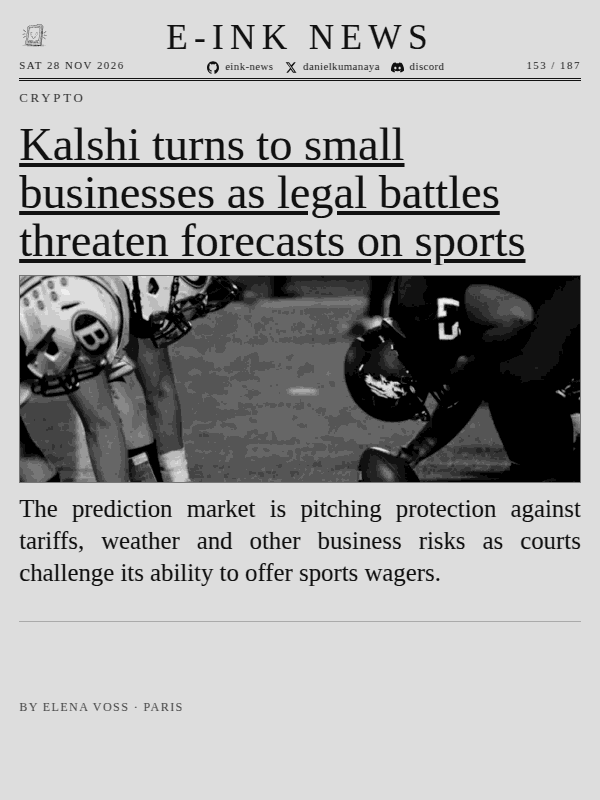 E-INK NEWS
SAT 28 NOV 2026
eink-news danielkumanaya discord
153 / 187
CRYPTO
Kalshi turns to small
businesses as legal battles
threaten forecasts on sports
B
The prediction market is pitching protection against
tariffs, weather and other business risks as courts
challenge its ability to offer sports wagers.
BY ELENA VOSS · PARIS